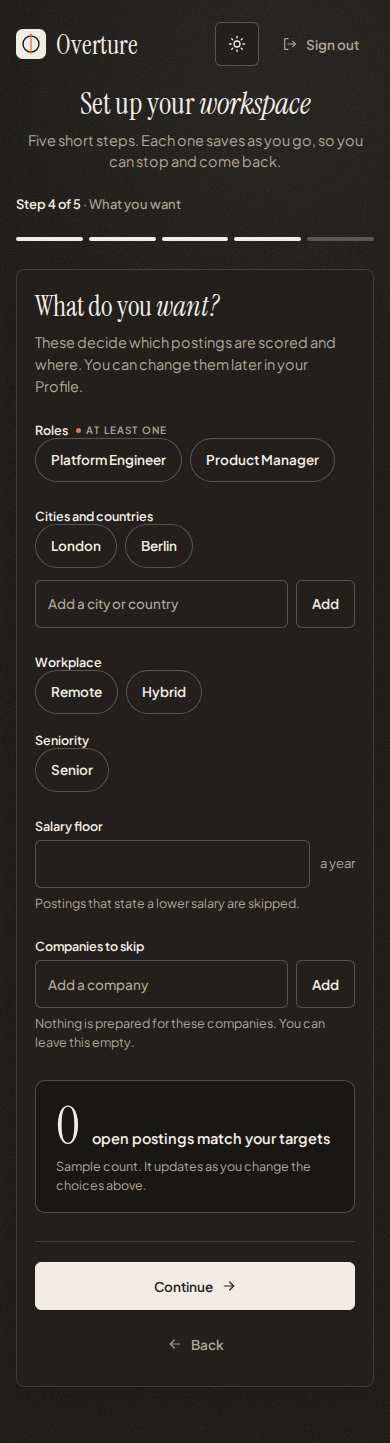 Overture
Sign out
Set up your workspace
Five short steps. Each one saves as you go, so you
can stop and come back.
Step 4 of 5 · What you want
What do you want?
These decide which postings are scored and
where. You can change them later in your
Profile.
Roles • AT LEAST ONE
Platform Engineer Product Manager
Cities and countries
London Berlin
Add a city or country Add
Workplace
Remote Hybrid
Seniority
Senior
Salary floor
a year
Postings that state a lower salary are skipped.
Companies to skip
Add a company Add
Nothing is prepared for these companies. You can
leave this empty.
0 open postings match your targets
Sample count. It updates as you change the
choices above.
Continue →
← Back